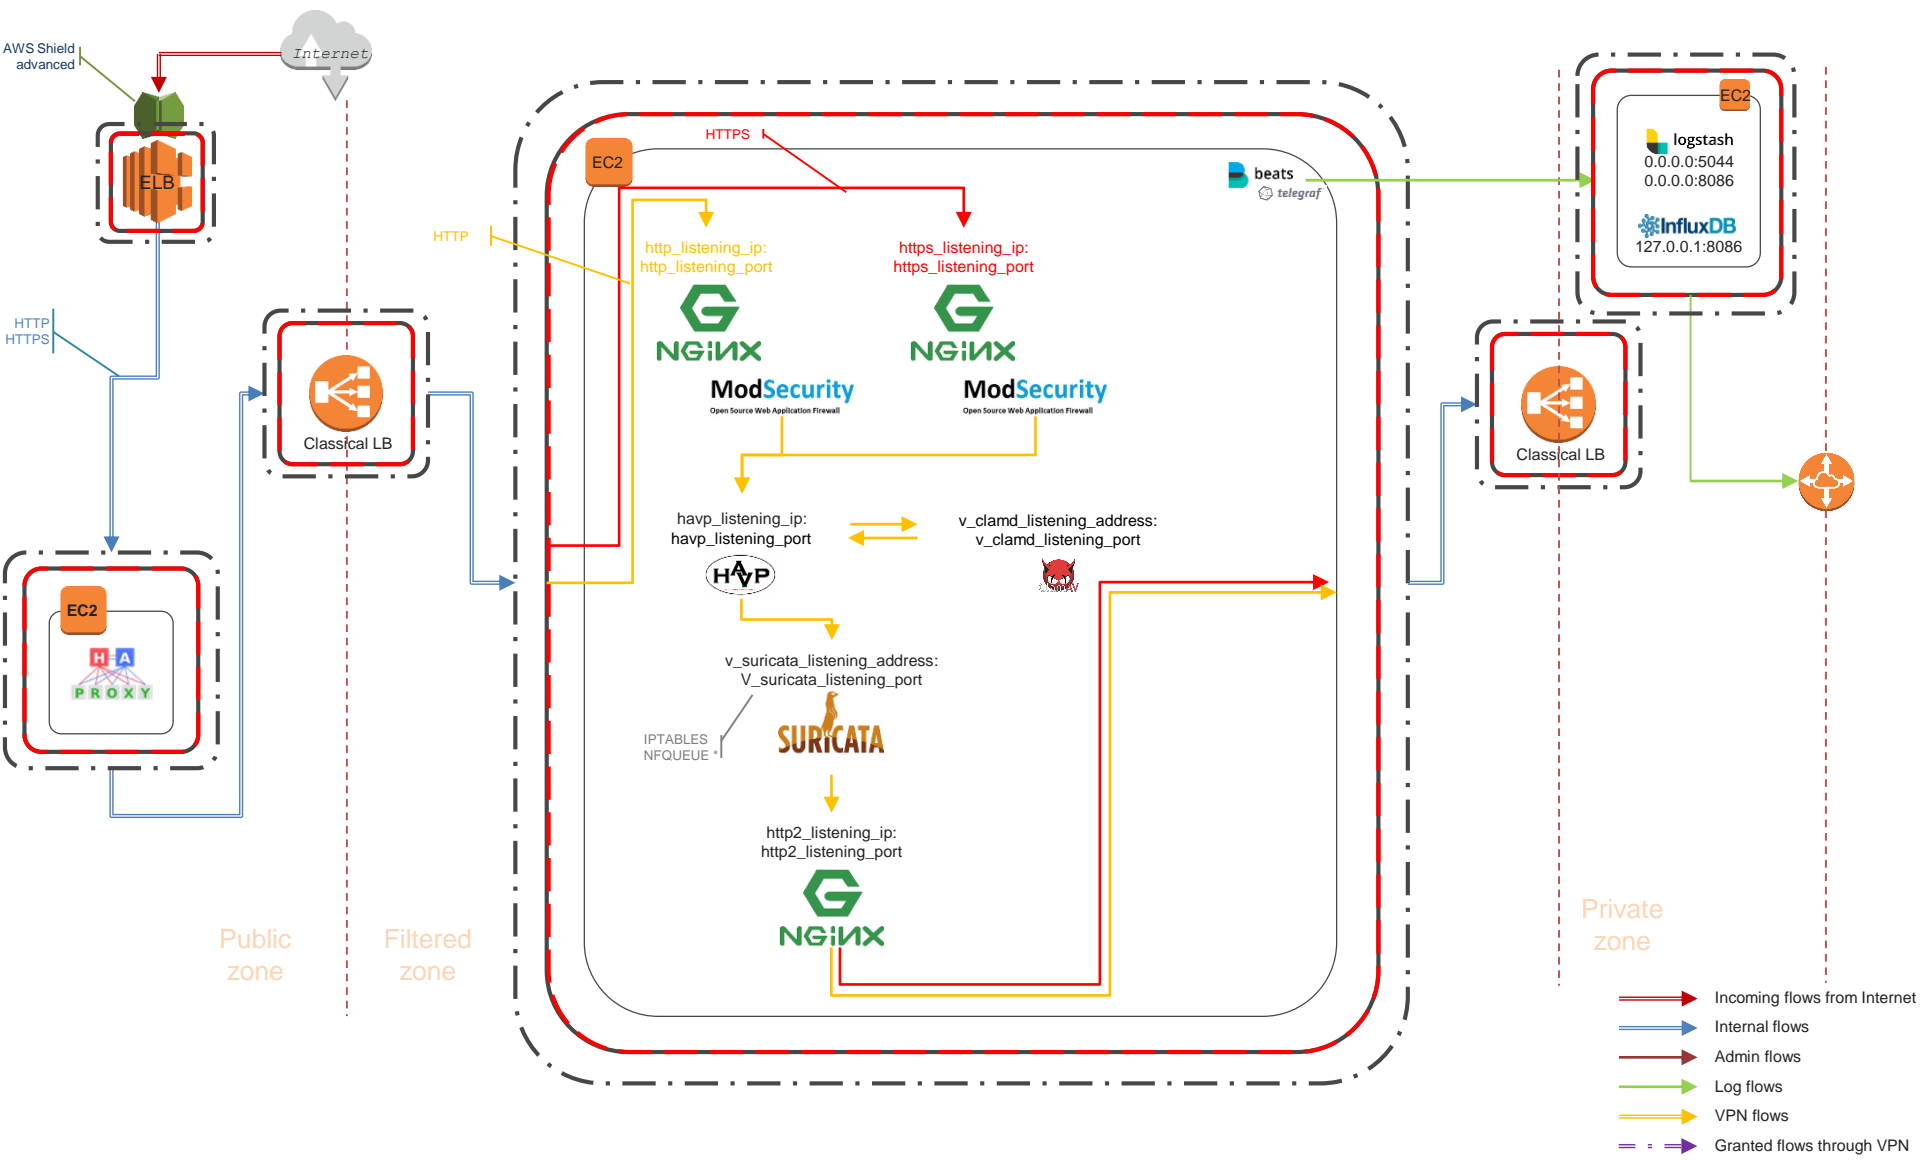 AWS Shield
advanced
Internet
ELB
HTTP
HTTPS
Classical LB
EC2
HA
PROXY
Public
zone
Filtered
zone
EC2
HTTPS
HTTP
beats
telegraf
http_listening_ip:
http_listening_port
https_listening_ip:
https_listening_port
NGiNX
NGiNX
ModSecurity
Open Source Web Application Firewall
ModSecurity
Open Source Web Application Firewall
havp_listening_ip:
havp_listening_port
HAVP
v_clamd_listening_address:
v_clamd_listening_port
v_suricata_listening_address:
V_suricata_listening_port
IPTABLES
NFQUEUE *
SURICATA
http2_listening_ip:
http2_listening_port
NGiNX
EC2
logstash
0.0.0.0:5044
0.0.0.0:8086
InfluxDB
127.0.0.1:8086
Classical LB
Private
zone
Incoming flows from Internet
Internal flows
Admin flows
Log flows
VPN flows
Granted flows through VPN